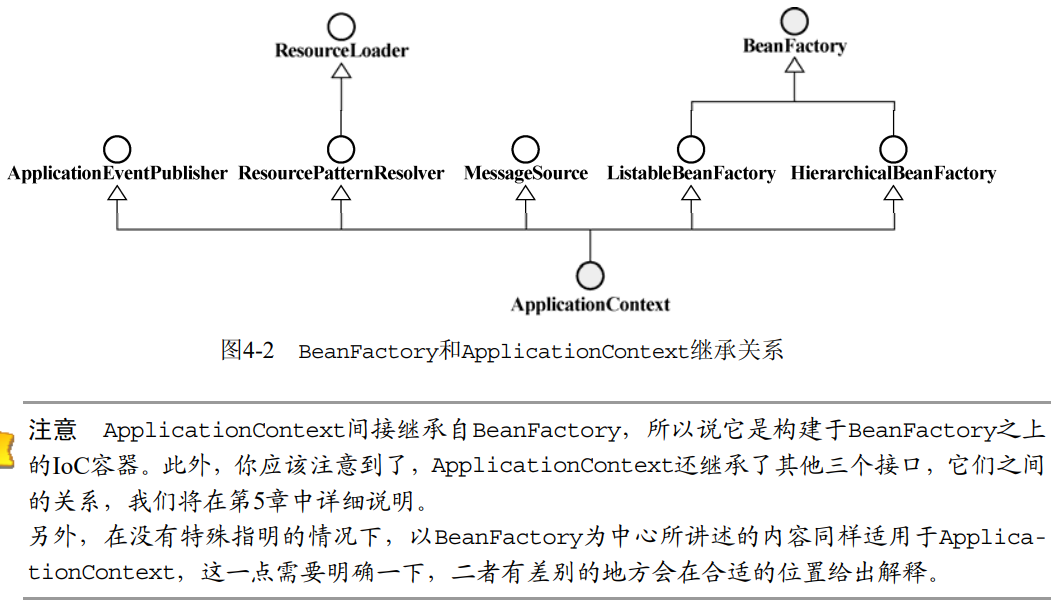 ResourceLoader
BeanFactory
ApplicationEventPublisher
ResourcePatternResolver
MessageSource
ListableBeanFactory
HierarchicalBeanFactory
ApplicationContext
图4-2 BeanFactory和ApplicationContext继承关系
注意 ApplicationContext间接继承自BeanFactory，所以说它是构建于BeanFactory之上
的IoC容器。此外，你应该注意到了，ApplicationContext还继承了其他三个接口，它们之间
的关系，我们将在第5章中详细说明。
另外，在没有特殊指明的情况下，以BeanFactory为中心所讲述的内容同样适用于Applica-
tionContext，这一点需要明确一下，二者有差别的地方会在合适的位置给出解释。